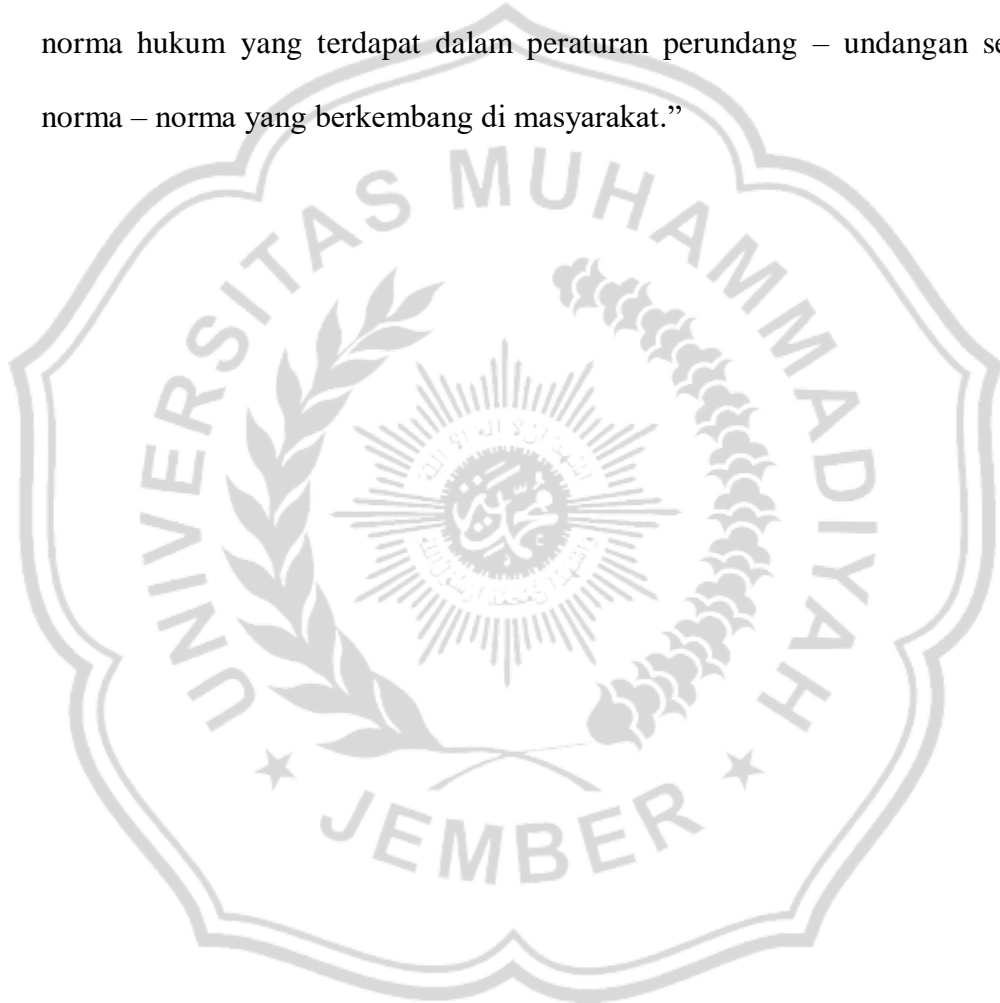 norma hukum yang terdapat dalam peraturan perundang – undangan se
norma – norma yang berkembang di masyarakat.”
UNIVERSITAS MUHAMMADIYAH
JEMBER